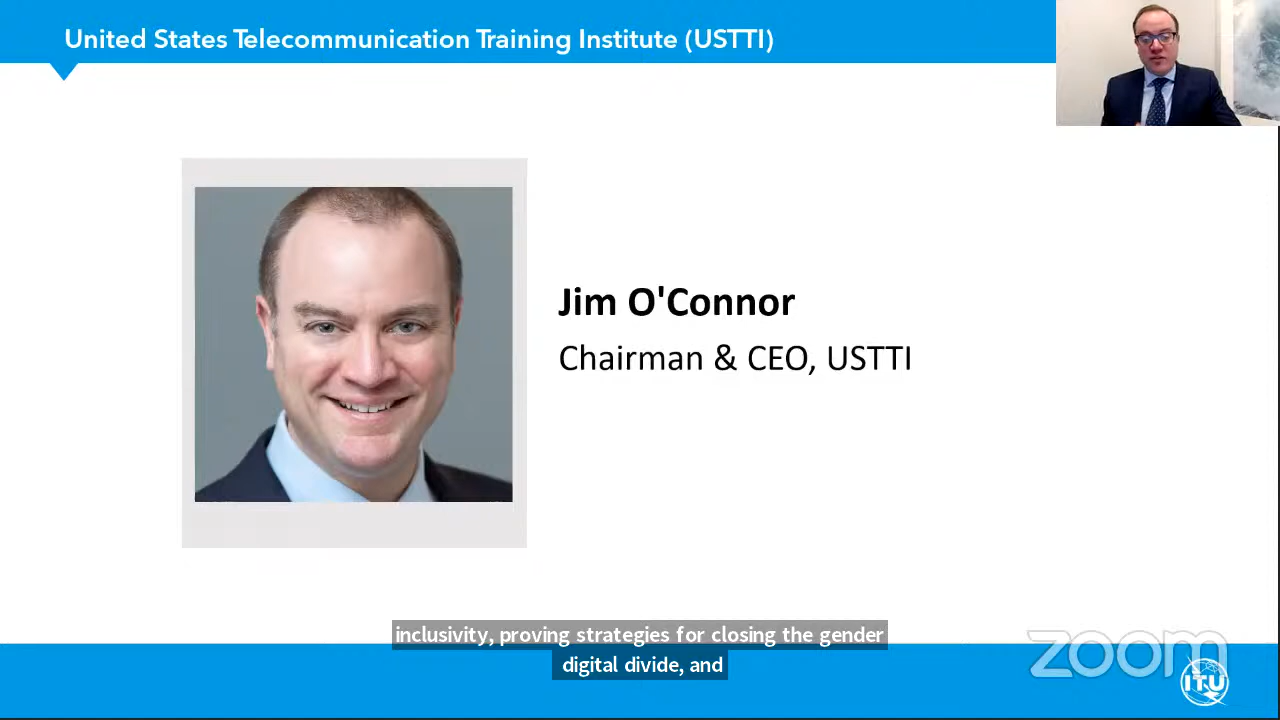 United States Telecommunication Training Institute (USTTI)
Jim O'Connor
Chairman & CEO, USTTI
inclusivity, proving strategies for closing the gender
digital divide, and
zoom
ITU